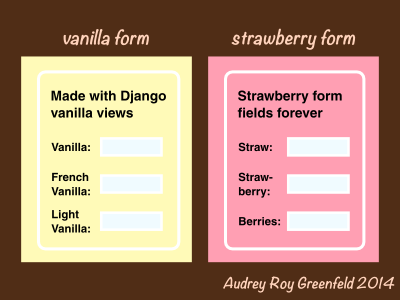 vanilla form
Made with Django
vanilla views
Vanilla:
French
Vanilla:
Light
Vanilla:
strawberry form
Strawberry form
fields forever
Straw:
Straw-
berry:
Berries:
Audrey Roy Greenfeld 2014